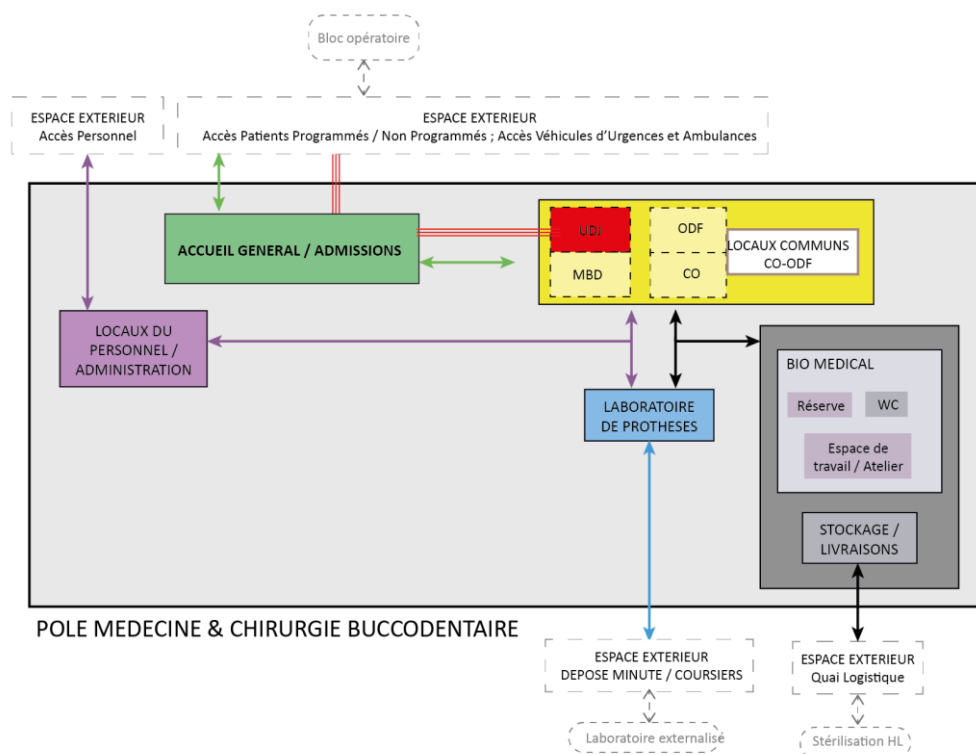 Bloc opératoire
ESPACE EXTERIEUR
Accès Personnel
ESPACE EXTERIEUR
Accès Patients Programmés / Non Programmés ; Accès Véhicules d'Urgences et Ambulances
ACCUEIL GENERAL / ADMISSIONS
UDJ
MBD
ODF
CO
LOCAUX COMMUNS
CO-ODF
LOCAUX DU
PERSONNEL /
ADMINISTRATION
LABORATOIRE
DE PROTHESES
BIO MEDICAL
Réserve
WC
Espace de
travail / Atelier
STOCKAGE /
LIVRAISONS
POLE MEDECINE & CHIRURGIE BUCCODENTAIRE
ESPACE EXTERIEUR
DEPOSE MINUTE / COURSIERS
ESPACE EXTERIEUR
Quai Logistique
Laboratoire externalisé
Stérilisation HL